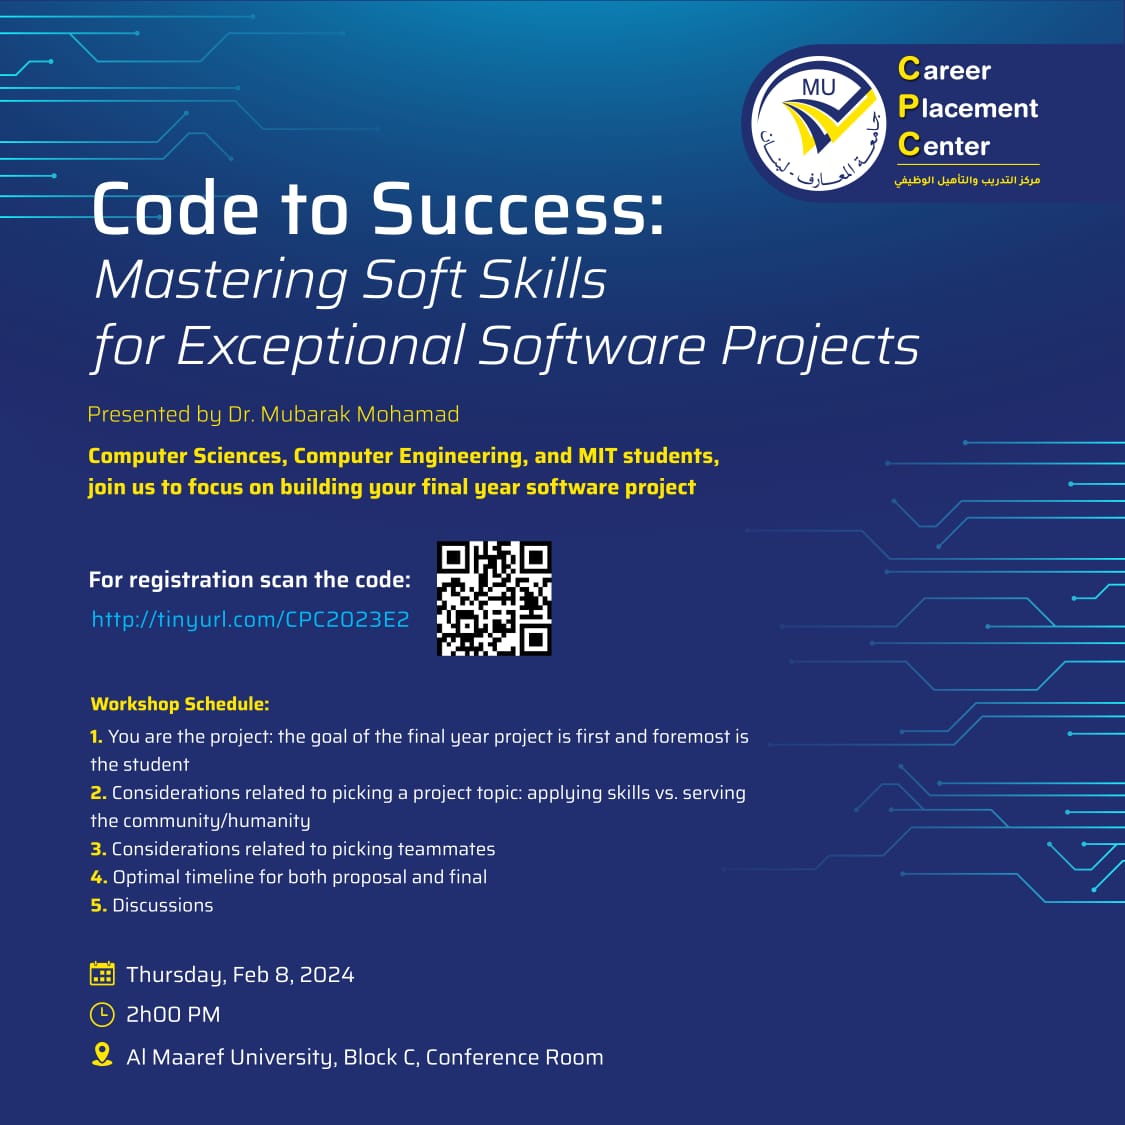 MU
جامعة المعارف - لبنان
Career
Placement
Center
مركز التدريب والتأهيل الوظيفي
Code to Success:
Mastering Soft Skills
for Exceptional Software Projects
Presented by Dr. Mubarak Mohamad
Computer Sciences, Computer Engineering, and MIT students,
join us to focus on building your final year software project
For registration scan the code:
http://tinyurl.com/CPC2023E2
Workshop Schedule:
1. You are the project: the goal of the final year project is first and foremost is
the student
2. Considerations related to picking a project topic: applying skills vs. serving
the community/humanity
3. Considerations related to picking teammates
4. Optimal timeline for both proposal and final
5. Discussions
Thursday, Feb 8, 2024
2h00 PM
Al Maaref University, Block C, Conference Room